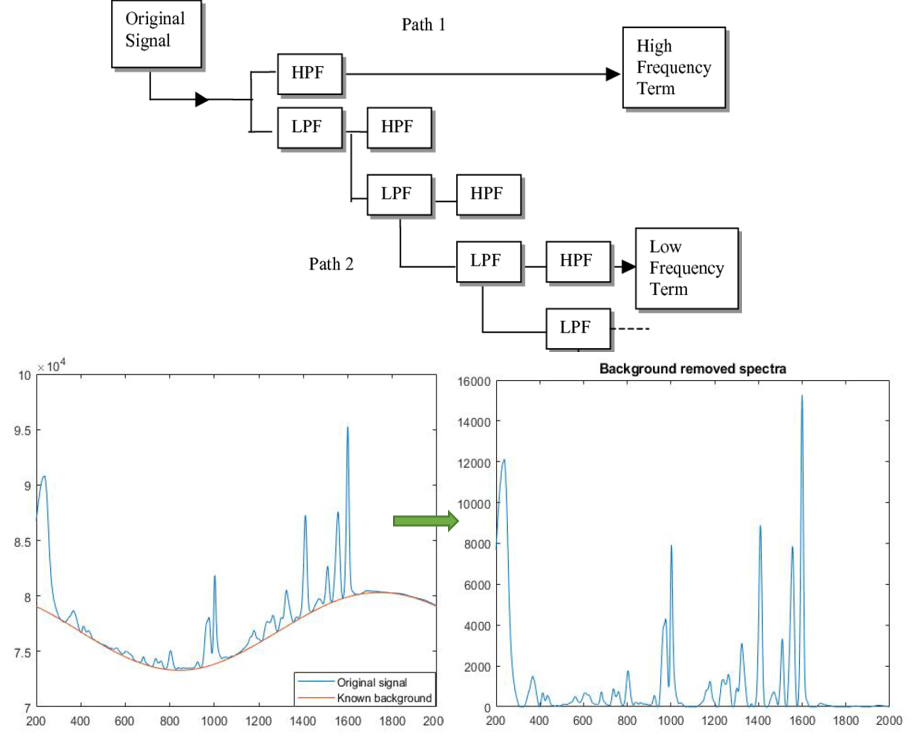 Original
Signal
Path 1
HPF
High
Frequency
Term
LPF
HPF
LPF
HPF
Path 2
LPF
HPF
Low
Frequency
Term
LPF
× 10⁴
10
9.5
9
8.5
8
7.5
7
200
400
600
800
1000
1200
1400
1600
1800
200
Original signal
Known background
Background removed spectra
16000
14000
12000
10000
8000
6000
4000
2000
0
200
400
600
800
1000
1200
1400
1600
1800
2000